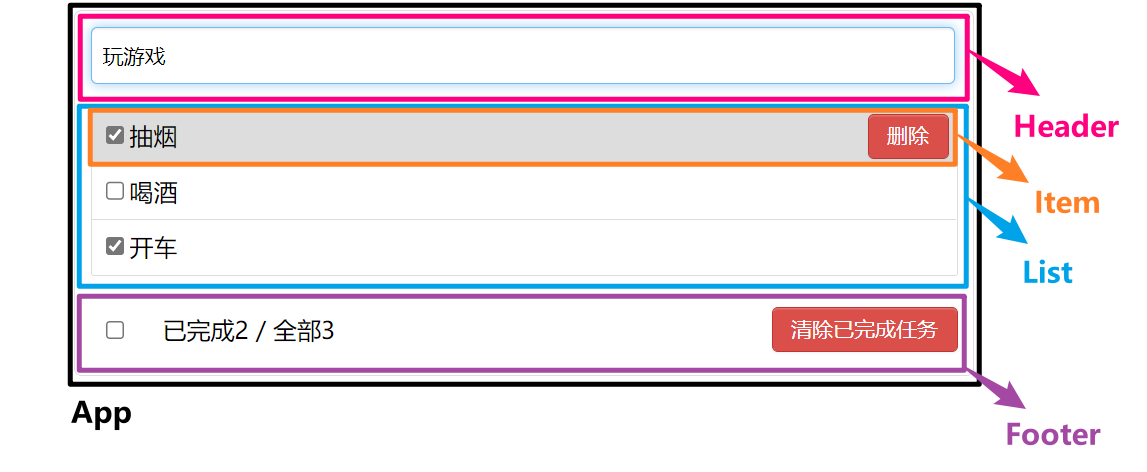 玩游戏
Header
抽烟
删除
Item
喝酒
List
开车
已完成2 / 全部3
清除已完成任务
App
Footer